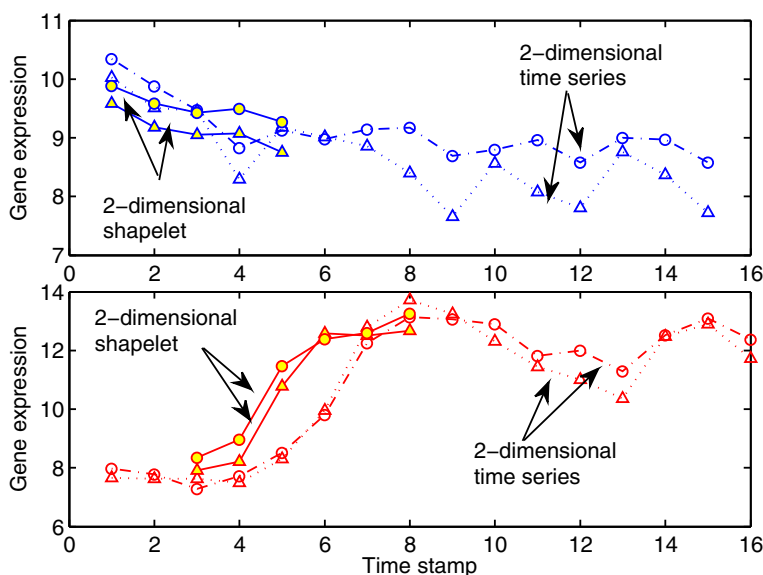 11
10
9
8
7
Gene expression
2-dimensional
time series
2-dimensional
shapelet
0 2 4 6 8 10 12 14 16
14
12
10
8
6
Gene expression
2-dimensional
shapelet
2-dimensional
time series
0 2 4 6 8 10 12 14 16
Time stamp